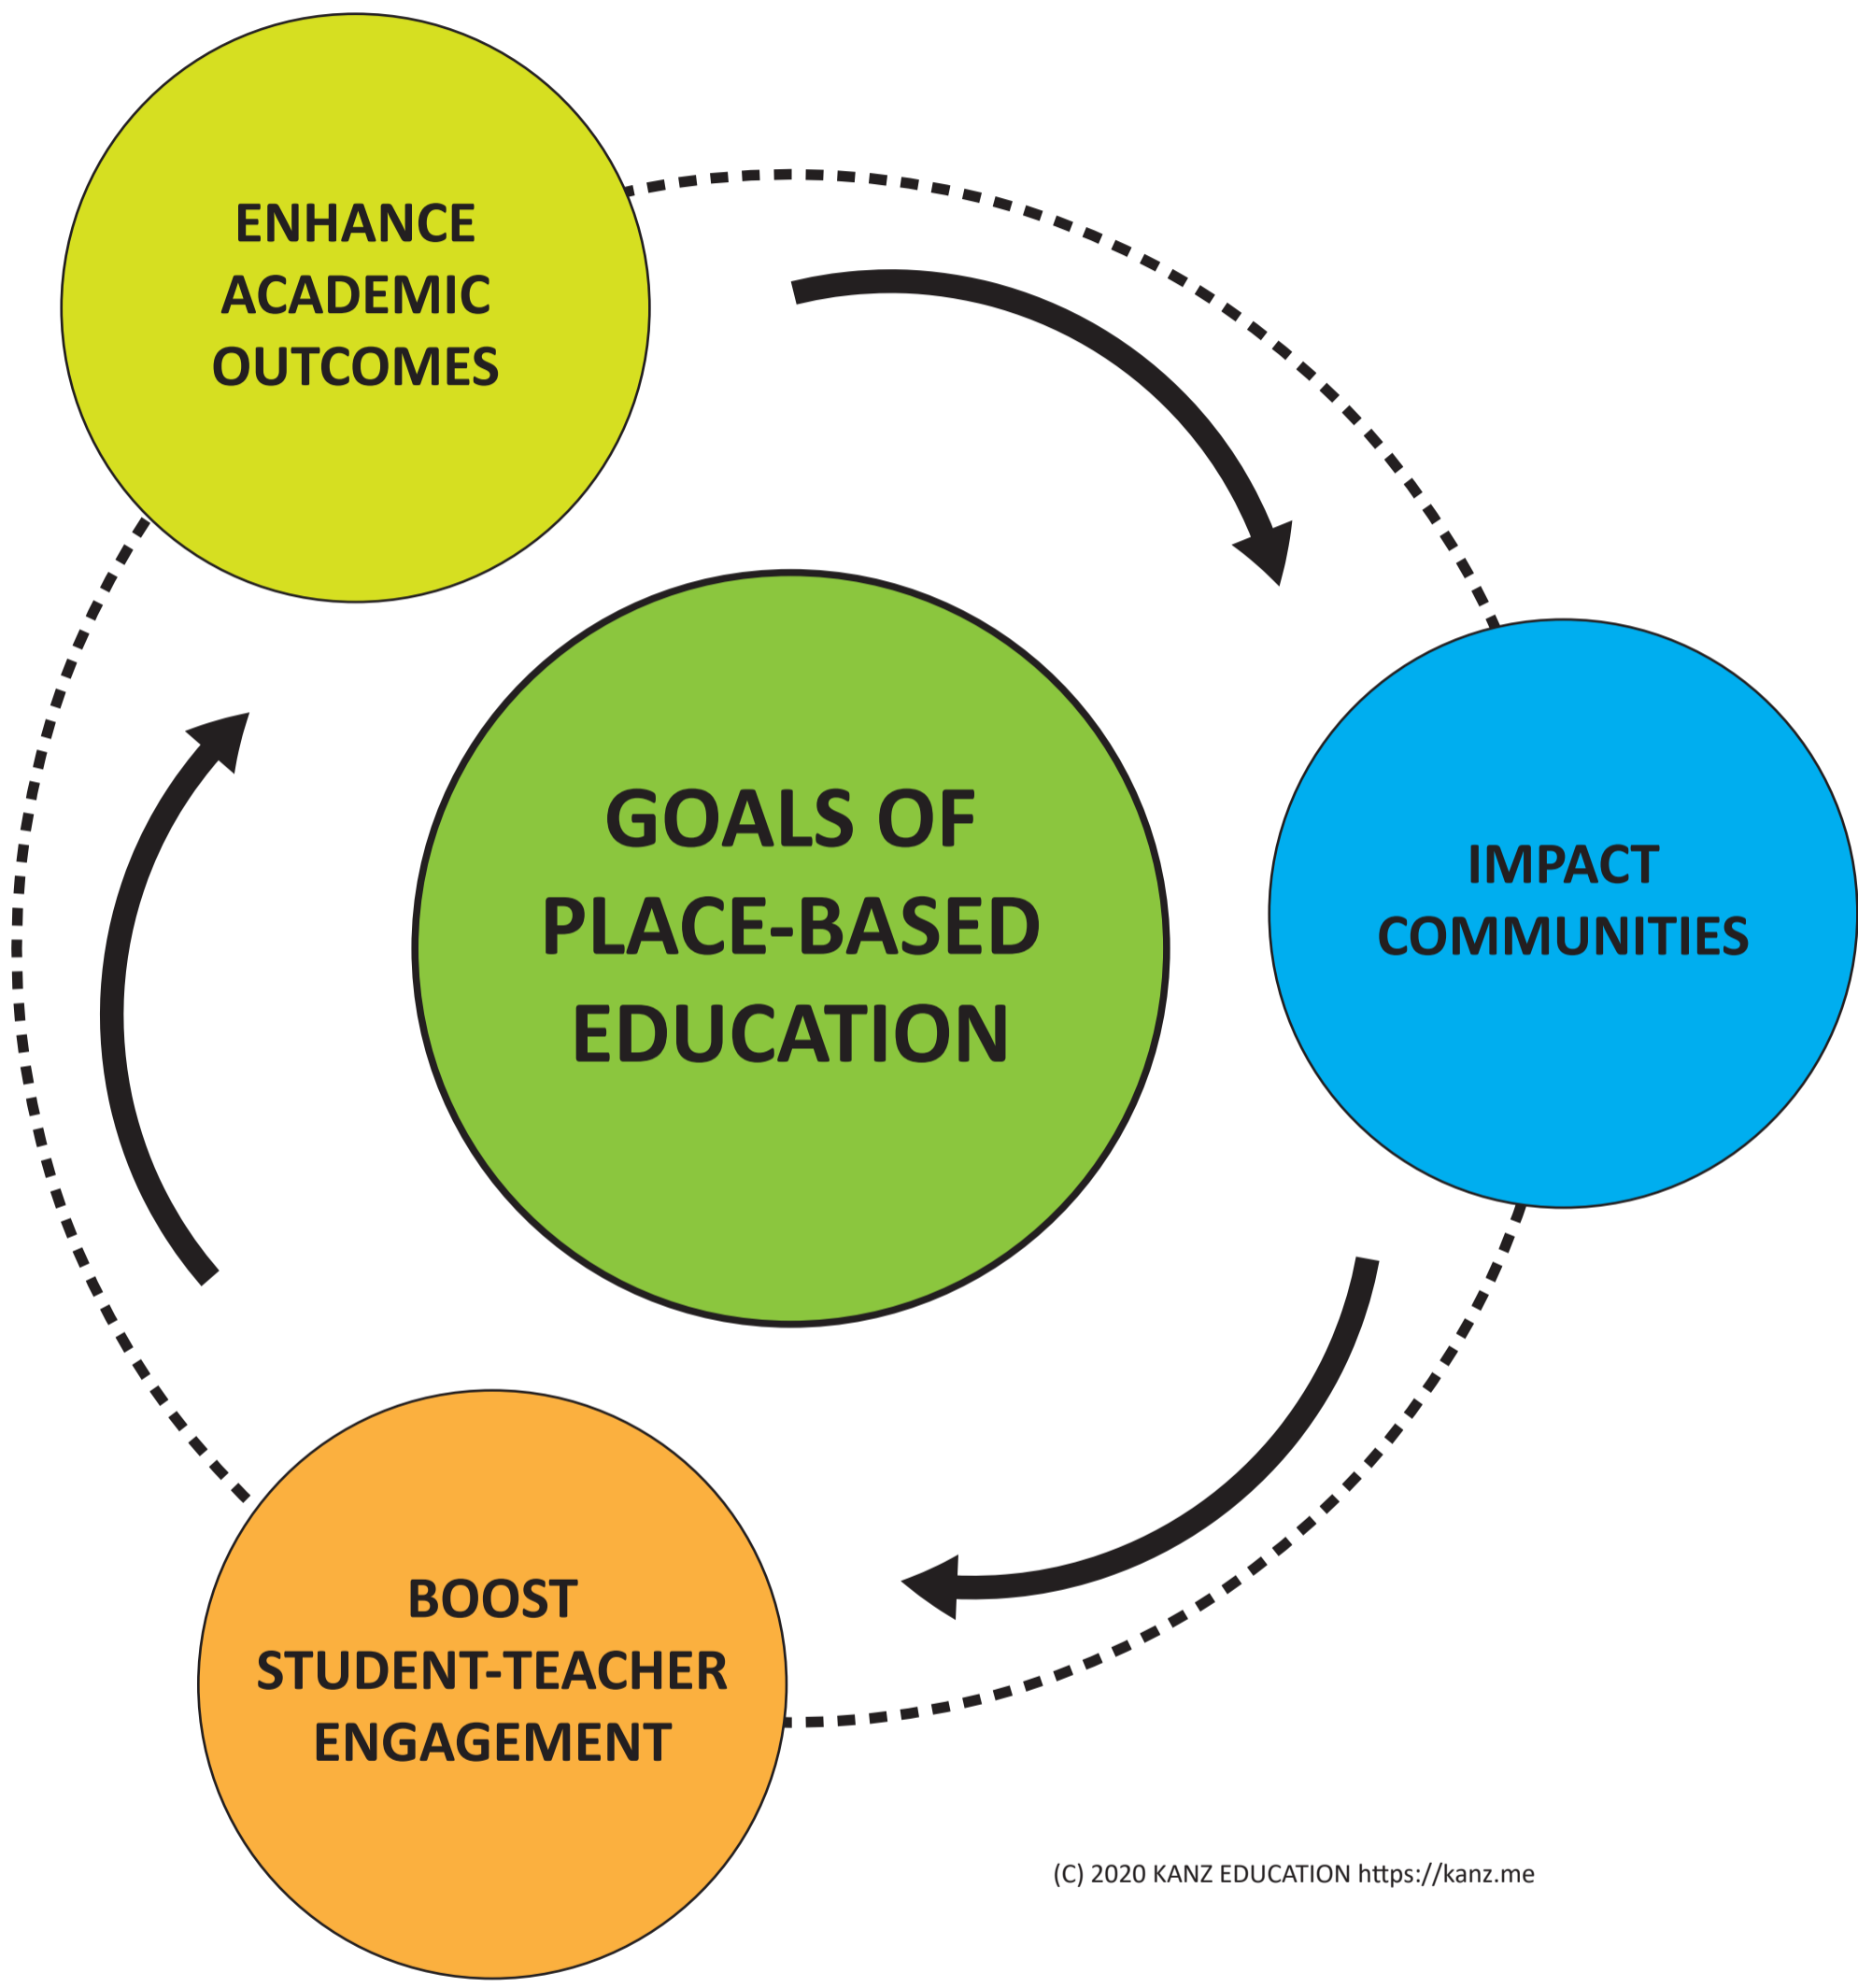 ENHANCE
ACADEMIC
OUTCOMES
GOALS OF
PLACE-BASED
EDUCATION
IMPACT
COMMUNITIES
BOOST
STUDENT-TEACHER
ENGAGEMENT
(C) 2020 KANZ EDUCATION https://kanz.me